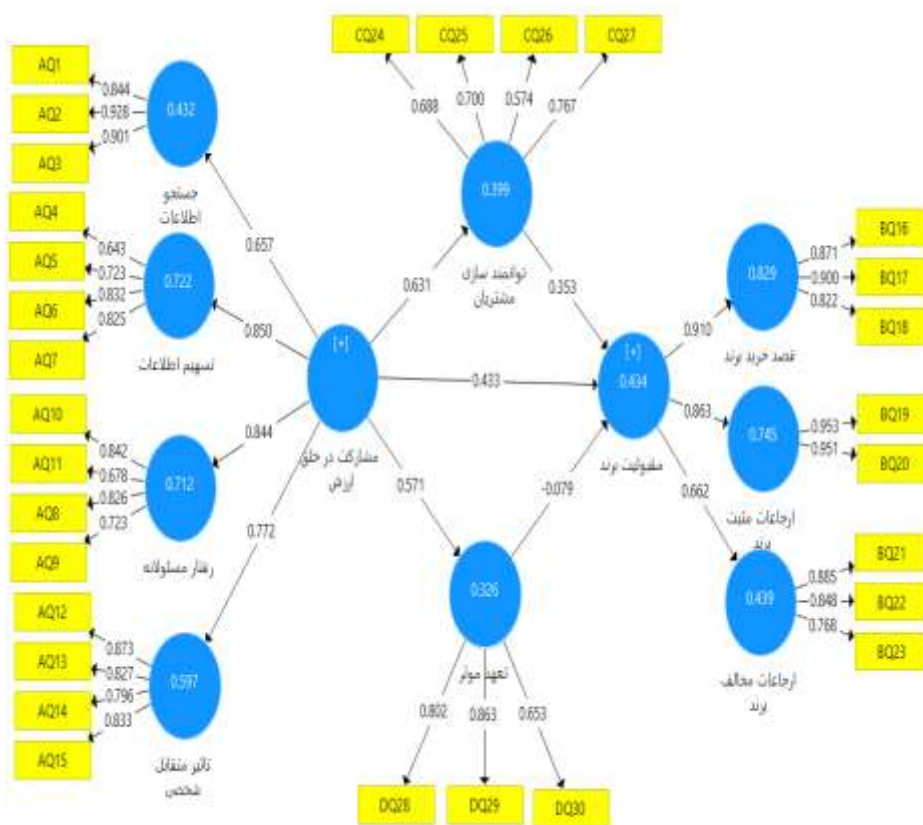 CQ24 CQ25 CQ26 CQ27
0.688 0.700 0.574 0.767
0.399
توانمند سازی
مشتریان
AQ1
AQ2
AQ3
0.844
0.928
0.901
0.432
جستجو
اطلاعات
AQ4
AQ5
AQ6
AQ7
0.643
0.723
0.832
0.825
0.722
تسهیم اطلاعات
AQ10
AQ11
AQ8
AQ9
0.842
0.678
0.826
0.723
0.712
رفتار مسئولانه
AQ12
AQ13
AQ14
AQ15
0.873
0.827
0.796
0.833
0.597
تاثیر متقابل
شخصی
0.657
0.850
0.844
0.772
[+]
مشارکت در خلق
ارزش
0.631
0.433
0.571
0.353
-0.079
[+]
0.434
مقبولیت برند
0.910
0.863
0.662
0.829
قصد خرید برند
0.871
0.900
0.822
BQ16
BQ17
BQ18
0.745
ارجاعات مثبت
برند
0.953
0.951
BQ19
BQ20
0.439
ارجاعات مخالف
برند
0.885
0.848
0.768
BQ21
BQ22
BQ23
0.326
تعهد موثر
0.802 0.863 0.653
DQ28 DQ29 DQ30